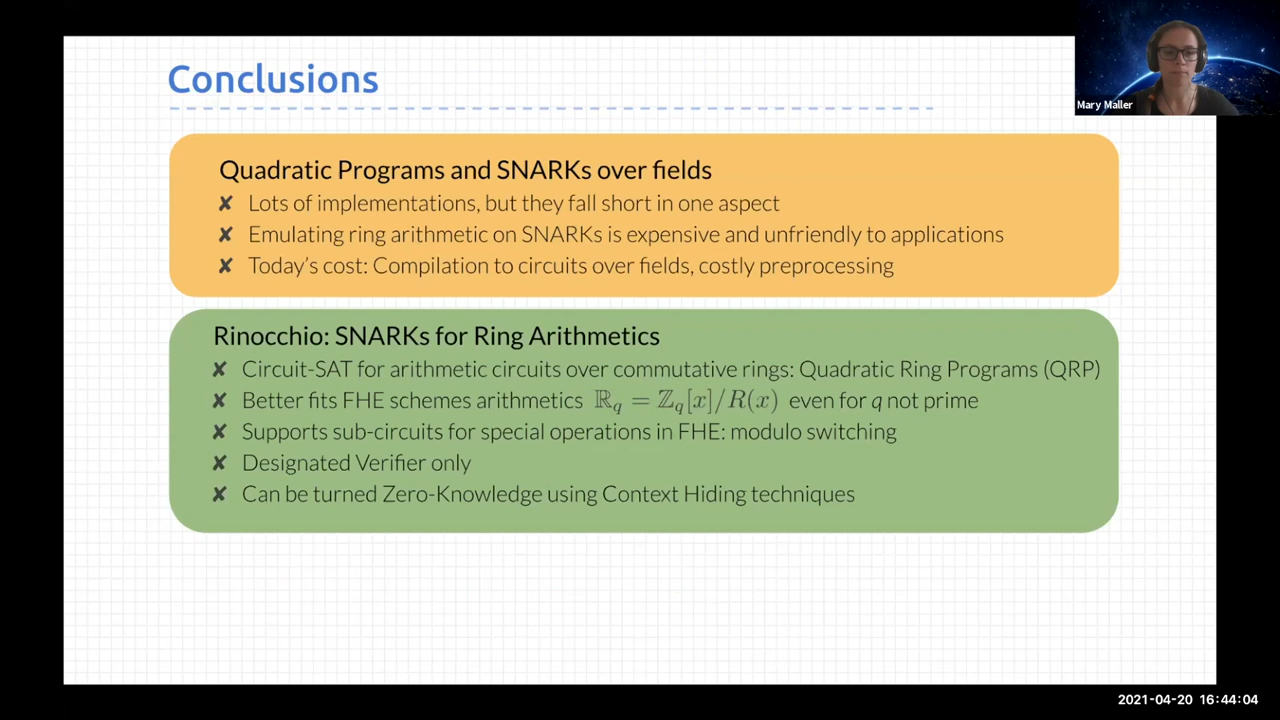 Conclusions
Mary Maller
Quadratic Programs and SNARKs over fields
✘ Lots of implementations, but they fall short in one aspect
✘ Emulating ring arithmetic on SNARKs is expensive and unfriendly to applications
✘ Today's cost: Compilation to circuits over fields, costly preprocessing
Rinocchio: SNARKs for Ring Arithmetics
✘ Circuit-SAT for arithmetic circuits over commutative rings: Quadratic Ring Programs (QRP)
✘ Better fits FHE schemes arithmetics ℝ_q = ℤ_q[x]/R(x) even for q not prime
✘ Supports sub-circuits for special operations in FHE: modulo switching
✘ Designated Verifier only
✘ Can be turned Zero-Knowledge using Context Hiding techniques
2021-04-20 16:44:04